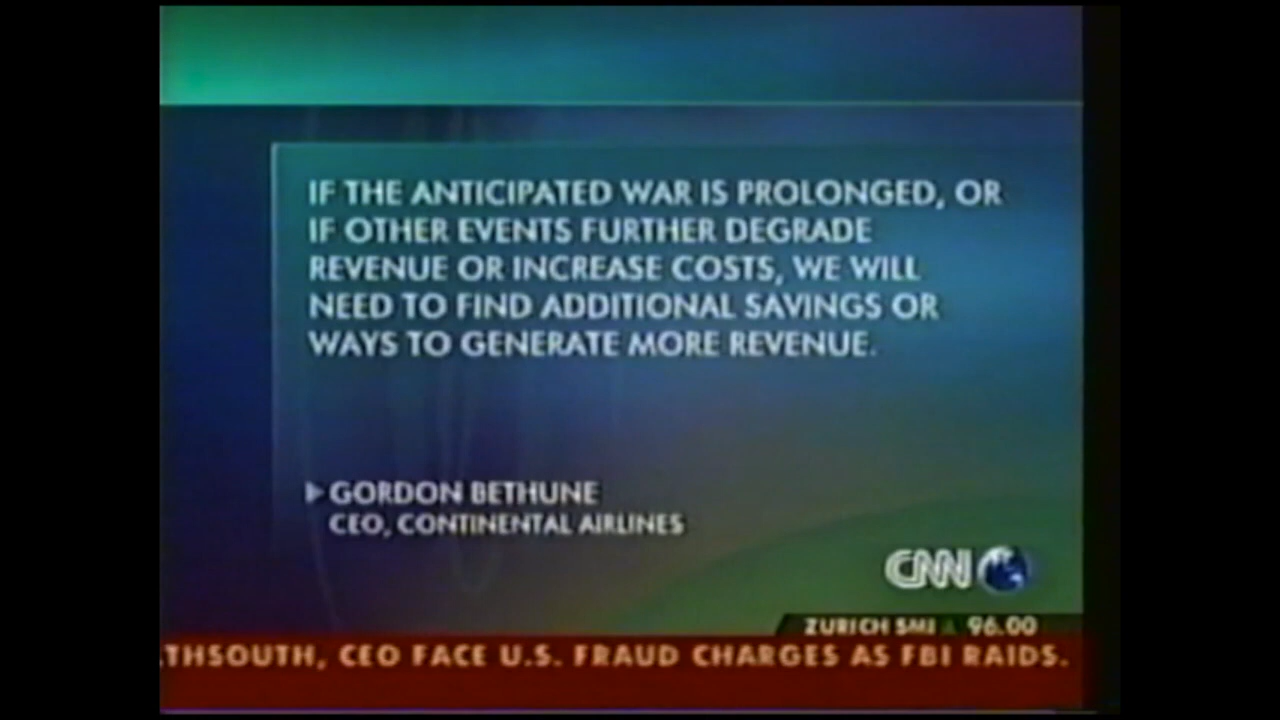 IF THE ANTICIPATED WAR IS PROLONGED, OR
IF OTHER EVENTS FURTHER DEGRADE
REVENUE OR INCREASE COSTS, WE WILL
NEED TO FIND ADDITIONAL SAVINGS OR
WAYS TO GENERATE MORE REVENUE.
GORDON BETHUNE
CEO, CONTINENTAL AIRLINES
CNN
ZURICH SMI ▲ 96.00
THSOUTH, CEO FACE U.S. FRAUD CHARGES AS FBI RAIDS.